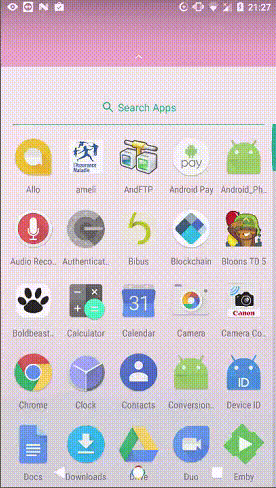 21:27
Search Apps
Allo ameli AndFTP Android Pay Android_Ph..
l'Assurance Maladie pay
Audio Reco.. Authenticat.. Bibus Blockchain Bloons TD 5
31 Canon
Boldbeast.. Calculator Calendar Camera Camera Co..
ID
Chrome Clock Contacts Conversion.. Device ID
Docs Downloads Drive Duo Emby